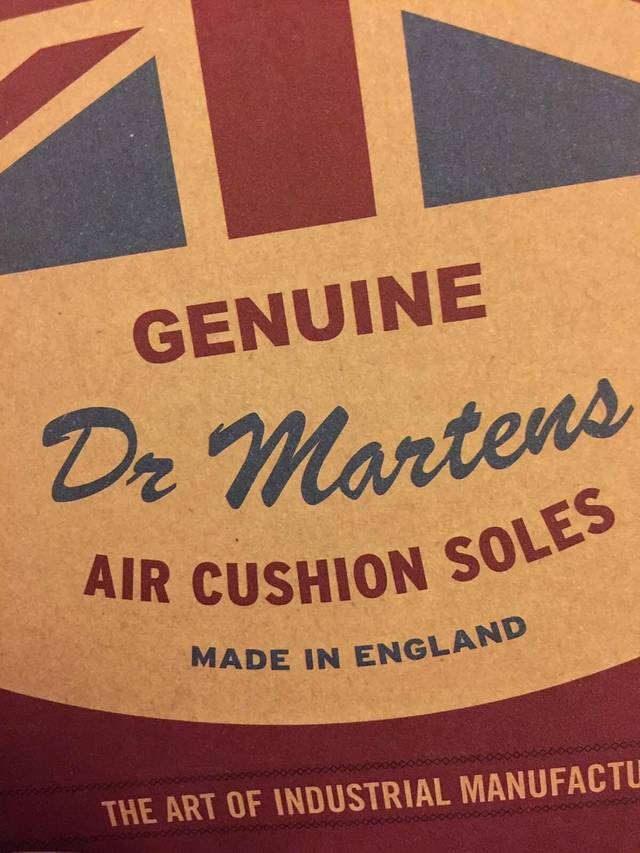 GENUINE
Dr Martens
AIR CUSHION SOLES
MADE IN ENGLAND
THE ART OF INDUSTRIAL MANUFACTU